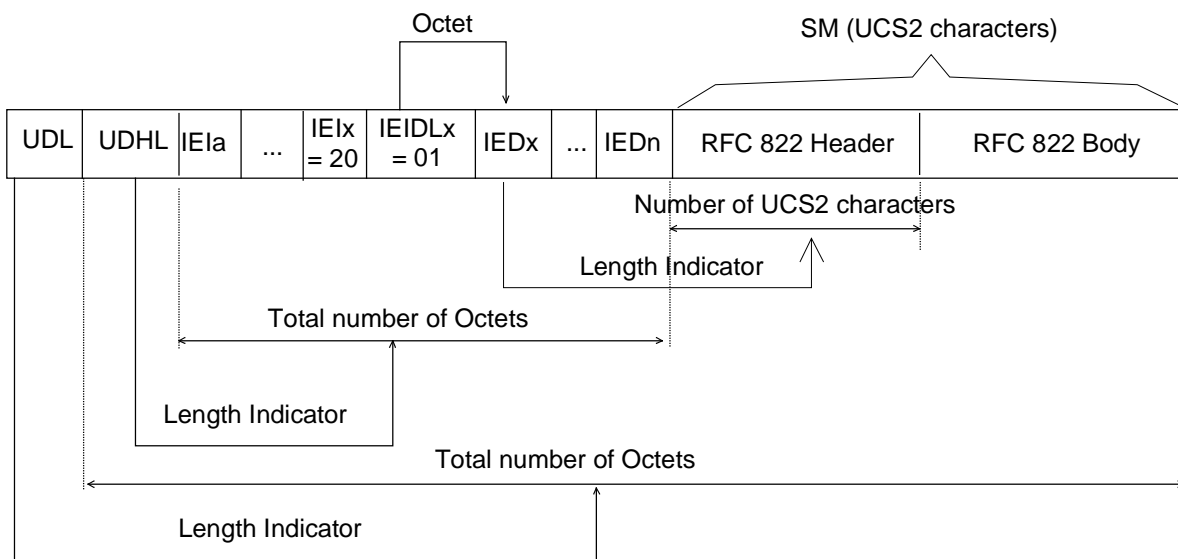 Octet
SM (UCS2 characters)
UDL UDHL IEIa ... IEIx = 20 IEIDLx = 01 IEDx ... IEDn RFC 822 Header RFC 822 Body
Number of UCS2 characters
Length Indicator
Total number of Octets
Length Indicator
Total number of Octets
Length Indicator